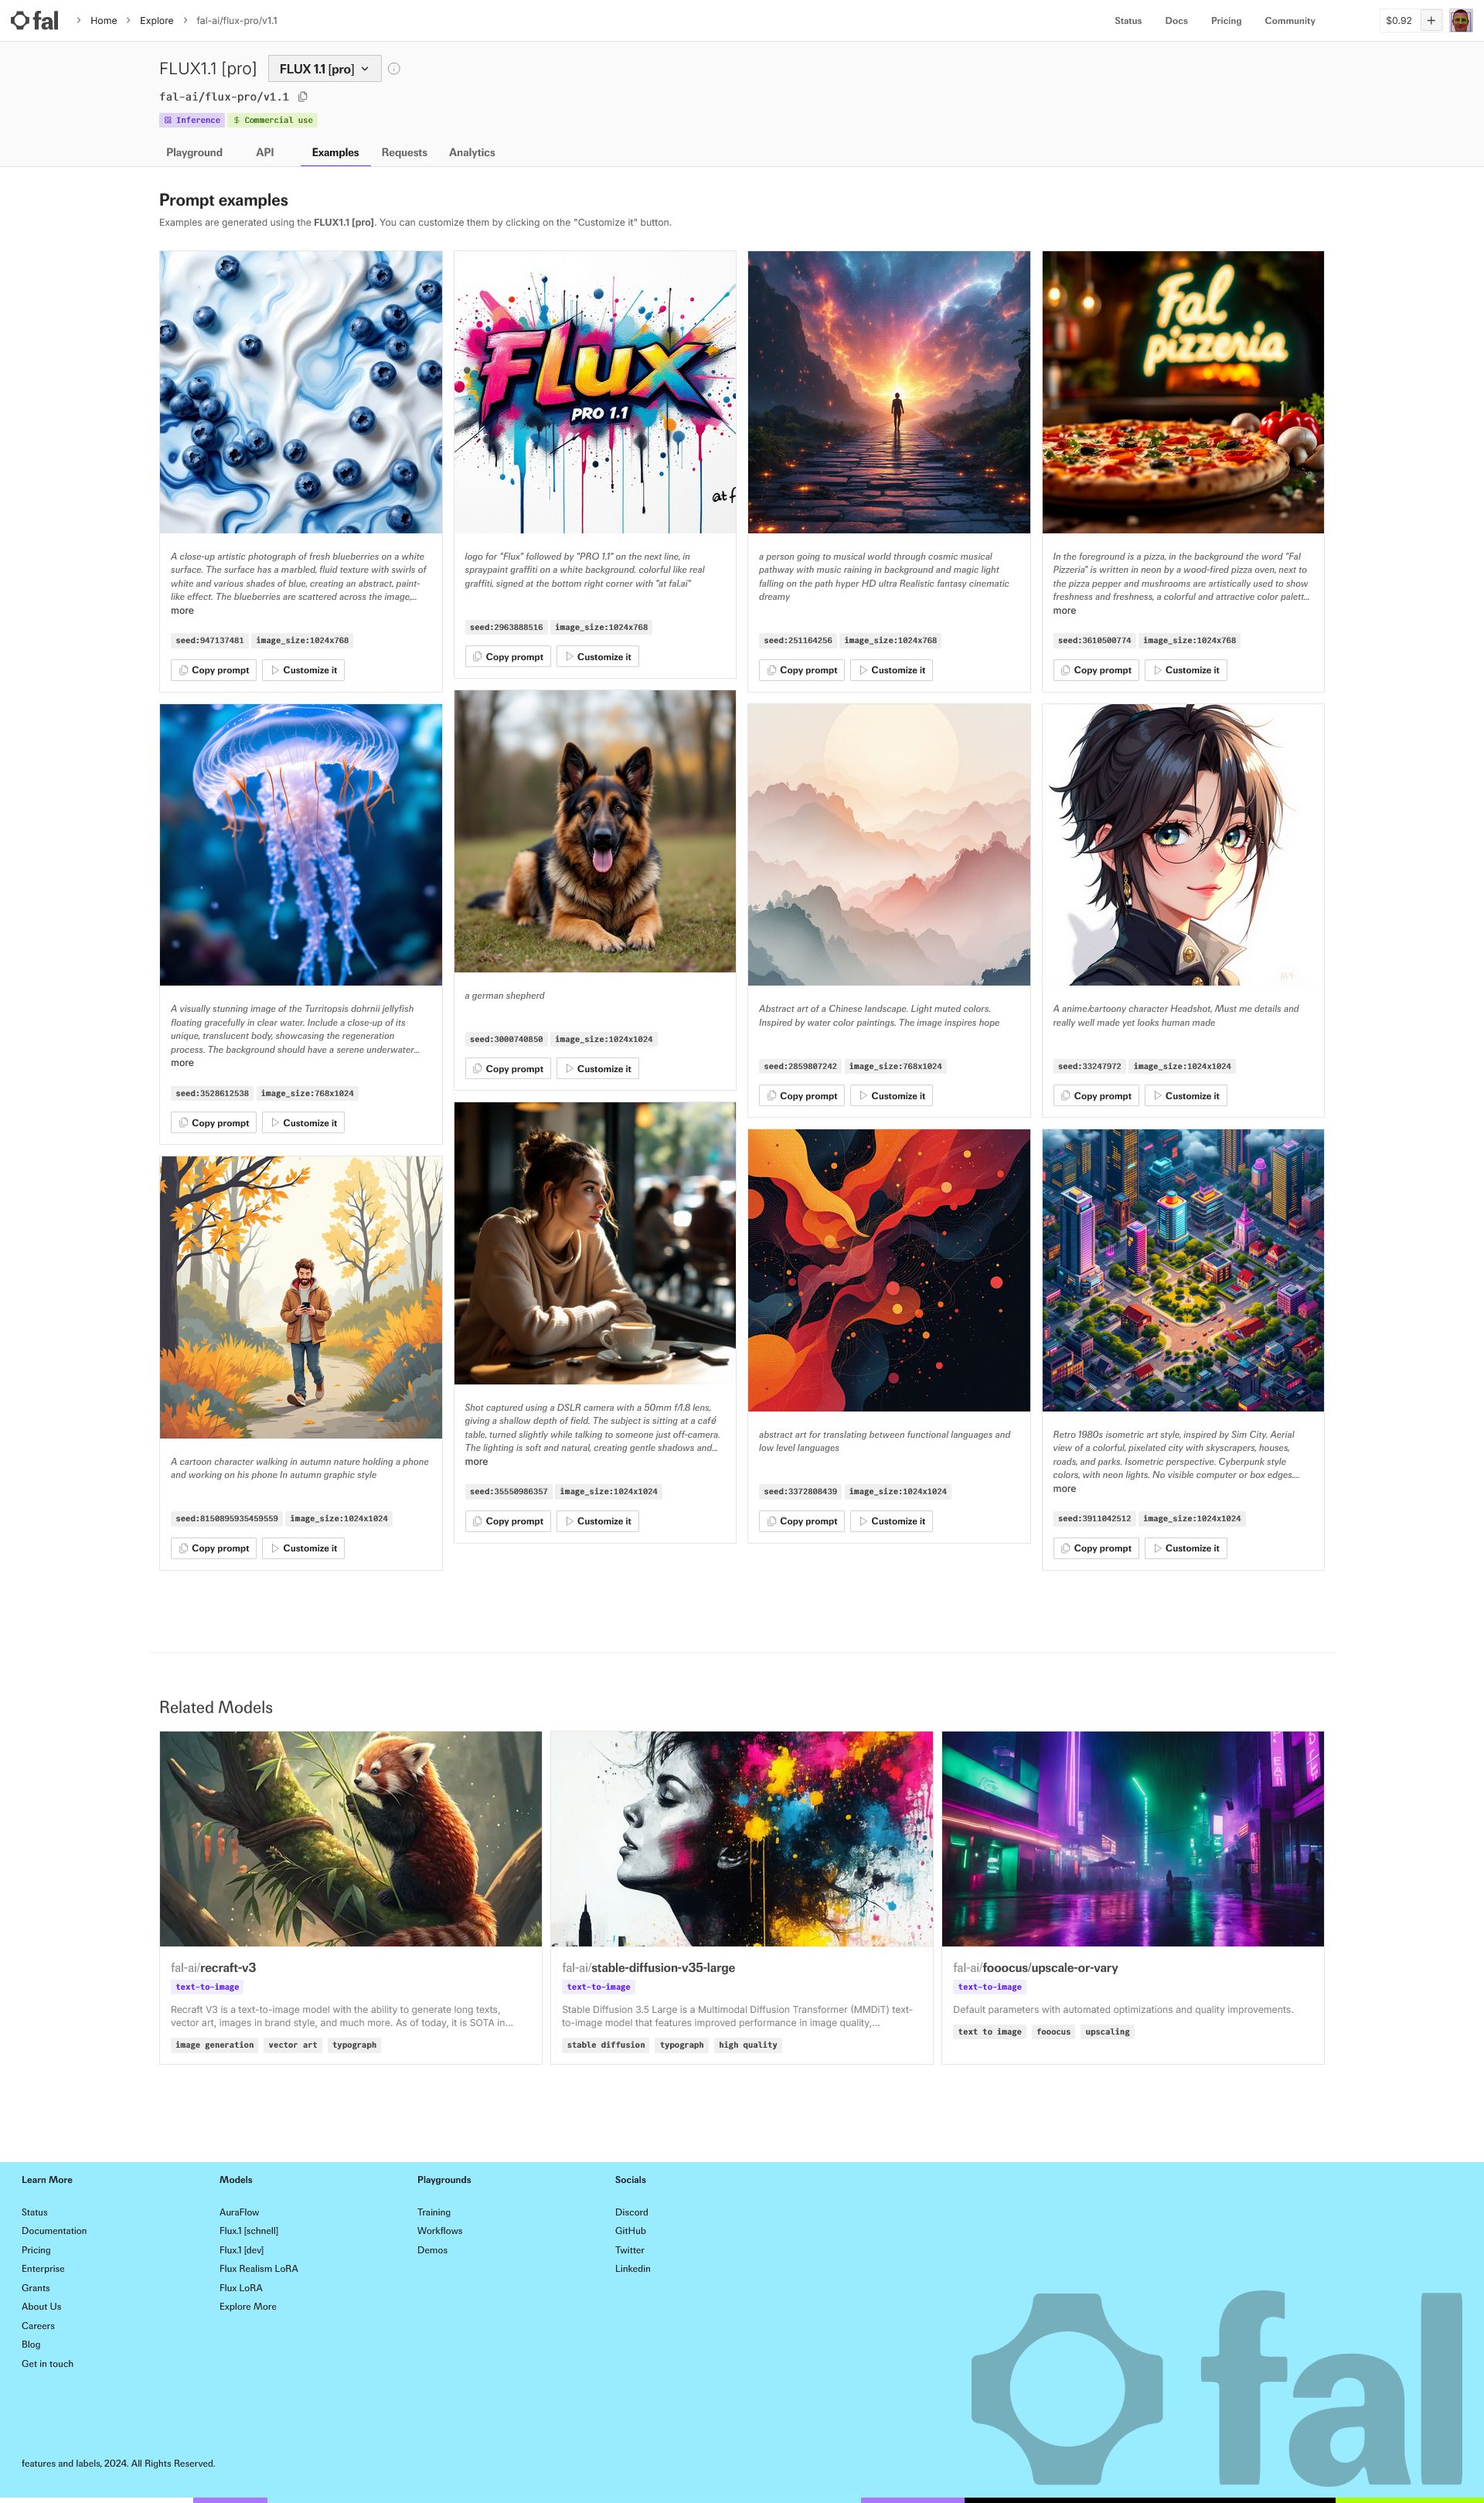 fal
Home
Explore
fal-ai/flux-pro/v1.1
Status
Docs
Pricing
Community
$0.92
FLUX1.1 [pro]
FLUX 1.1 [pro]
fal-ai/flux-pro/v1.1
Inference
Commercial use
Playground
API
Examples
Requests
Analytics
Prompt examples
Examples are generated using the FLUX1.1 [pro]. You can customize them by clicking on the "Customize it" button.
A close-up artistic photograph of fresh blueberries on a white
surface. The surface has a marbled, fluid texture with swirls of
white and various shades of blue, creating an abstract, paint-
like effect. The blueberries are scattered across the image,...
more
seed:947137481
image_size:1024x768
Copy prompt
Customize it
Flux
PRO 1.1
at f
logo for "Flux" followed by "PRO 1.1" on the next line, in
spraypaint graffiti on a white background. colorful like real
graffiti, signed at the bottom right corner with "at fal.ai"
seed:2963888516
image_size:1024x768
Copy prompt
Customize it
a person going to musical world through cosmic musical
pathway with music raining in background and magic light
falling on the path hyper HD ultra Realistic fantasy cinematic
dreamy
seed:251164256
image_size:1024x768
Copy prompt
Customize it
Fal
pizzeria
In the foreground is a pizza, in the background the word "Fal
Pizzeria" is written in neon by a wood-fired pizza oven, next to
the pizza pepper and mushrooms are artistically used to show
freshness and freshness, a colorful and attractive color palett...
more
seed:3610500774
image_size:1024x768
Copy prompt
Customize it
A visually stunning image of the Turritopsis dohrnii jellyfish
floating gracefully in clear water. Include a close-up of its
unique, translucent body, showcasing the regeneration
process. The background should have a serene underwater...
more
seed:3528612538
image_size:768x1024
Copy prompt
Customize it
a german shepherd
seed:3000740850
image_size:1024x1024
Copy prompt
Customize it
Abstract art of a Chinese landscape. Light muted colors.
Inspired by water color paintings. The image inspires hope
seed:2859807242
image_size:768x1024
Copy prompt
Customize it
A anime/cartoony character Headshot, Must me details and
really well made yet looks human made
seed:33247972
image_size:1024x1024
Copy prompt
Customize it
A cartoon character walking in autumn nature holding a phone
and working on his phone In autumn graphic style
seed:8150895935459559
image_size:1024x1024
Copy prompt
Customize it
Shot captured using a DSLR camera with a 50mm f/1.8 lens,
giving a shallow depth of field. The subject is sitting at a café
table, turned slightly while talking to someone just off-camera.
The lighting is soft and natural, creating gentle shadows and...
more
seed:35550986357
image_size:1024x1024
Copy prompt
Customize it
abstract art for translating between functional languages and
low level languages
seed:3372808439
image_size:1024x1024
Copy prompt
Customize it
Retro 1980s isometric art style, inspired by Sim City. Aerial
view of a colorful, pixelated city with skyscrapers, houses,
roads, and parks. Isometric perspective. Cyberpunk style
colors, with neon lights. No visible computer or box edges....
more
seed:3911042512
image_size:1024x1024
Copy prompt
Customize it
Related Models
fal-ai/recraft-v3
text-to-image
Recraft V3 is a text-to-image model with the ability to generate long texts,
vector art, images in brand style, and much more. As of today, it is SOTA in...
image generation
vector art
typograph
fal-ai/stable-diffusion-v35-large
text-to-image
Stable Diffusion 3.5 Large is a Multimodal Diffusion Transformer (MMDiT) text-
to-image model that features improved performance in image quality,...
stable diffusion
typograph
high quality
fal-ai/fooocus/upscale-or-vary
text-to-image
Default parameters with automated optimizations and quality improvements.
text to image
fooocus
upscaling
Learn More
Status
Documentation
Pricing
Enterprise
Grants
About Us
Careers
Blog
Get in touch
Models
AuraFlow
Flux.1 [schnell]
Flux.1 [dev]
Flux Realism LoRA
Flux LoRA
Explore More
Playgrounds
Training
Workflows
Demos
Socials
Discord
GitHub
Twitter
Linkedin
fal
features and labels, 2024. All Rights Reserved.